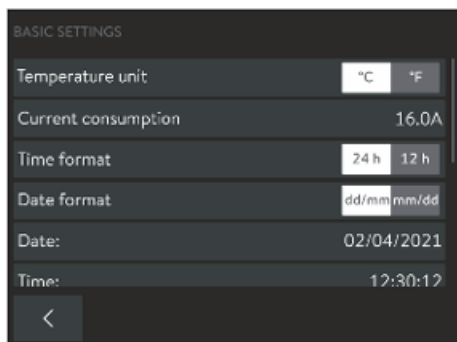 BASIC SETTINGS
Temperature unit °C °F
Current consumption 16.0A
Time format 24 h 12 h
Date format dd/mm mm/dd
Date: 02/04/2021
Time: 12:30:12